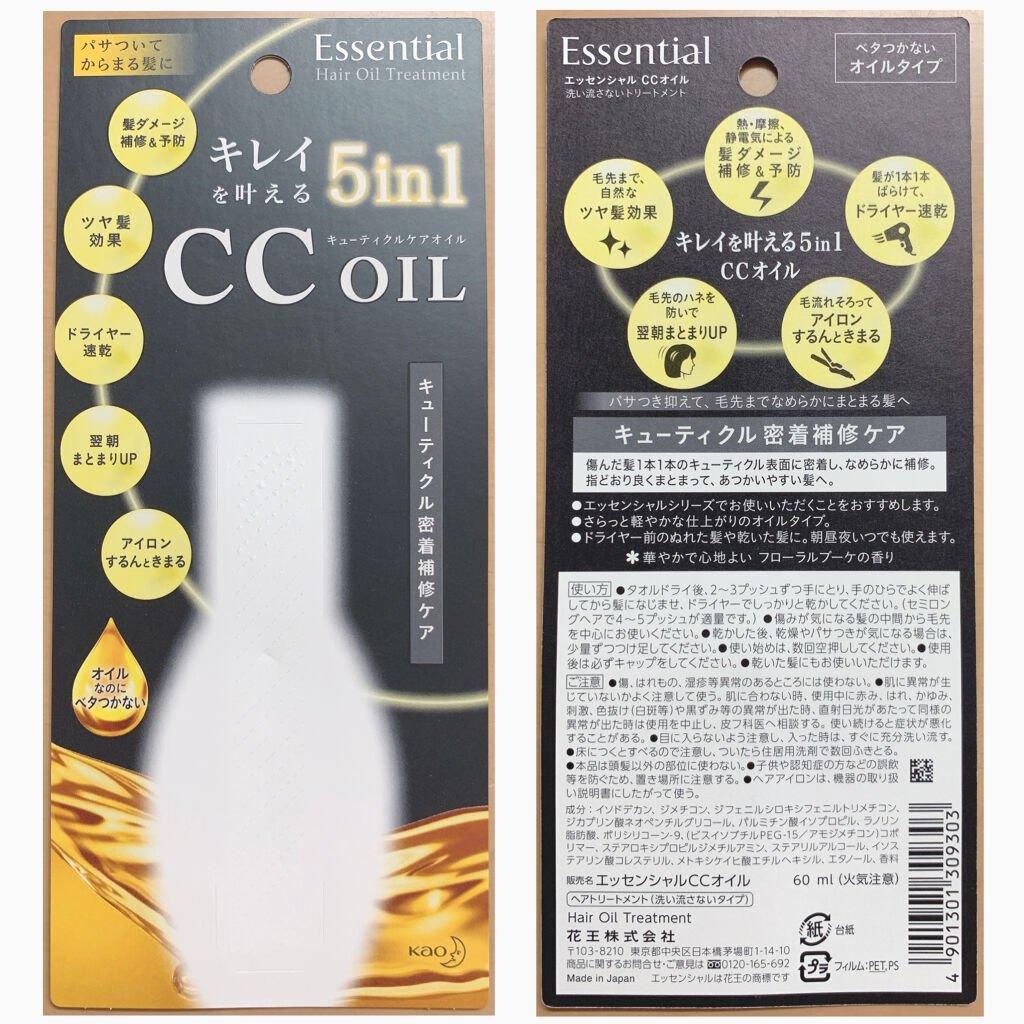 パサついて
からまる髪に
Essential
Hair Oil Treatment
髪ダメージ
補修&予防
キレイ
を叶える
5in1
キューティクルケアオイル
CC OIL
ツヤ髪
効果
ドライヤー
速乾
翌朝
まとまりUP
アイロン
するんときまる
キューティクル密着補修ケア
オイル
なのに
ベタつかない
Kao
Essential
エッセンシャル CCオイル
洗い流さないトリートメント
ベタつかない
オイルタイプ
熱・摩擦、
静電気による
髪ダメージ
補修&予防
毛先まで、
自然な
ツヤ髪効果
髪が1本1本
ばらけて、
ドライヤー速乾
キレイを叶える5in1
CCオイル
毛先のハネを
防いで
翌朝まとまりUP
毛流れそろって
アイロン
するんときまる
パサつき抑えて、毛先までなめらかにまとまる髪へ
キューティクル 密着補修ケア
傷んだ髪1本1本のキューティクル表面に密着し、なめらかに補修。
指どおり良くまとまって、あつかいやすい髪へ。
●エッセンシャルシリーズでお使いいただくことをおすすめします。
●さらっと軽やかな仕上がりのオイルタイプ。
●ドライヤー前のぬれた髪や乾いた髪に。朝昼夜いつでも使えます。
＊華やかで心地よい フローラルブーケの香り
使い方 ●タオルドライ後、2〜3プッシュずつ手にとり、手のひらでよく伸ば
してから髪になじませ、ドライヤーでしっかりと乾かしてください。(セミロン
グヘアで4〜5プッシュが適量です。) ●傷みが気になる髪の中間から毛先
を中心にお使いください。●乾かした後、乾燥やパサつきが気になる場合は、
少量ずつつけ足してください。●使い始めは、数回空押ししてください。●使用
後は必ずキャップをしてください。●乾いた髪にもお使いいただけます。
ご注意 ●傷、はれもの、湿疹等異常のあるところには使わない。●肌に異常が生
じていないかよく注意して使う。肌に合わない時、使用中に赤み、はれ、かゆみ、
刺激、色抜け(白斑等)や黒ずみ等の異常が出た時、直射日光があたって同様の
異常が出た時は使用を中止し、皮フ科医へ相談する。使い続けると症状が悪化
することがある。●目に入らないよう注意し、入った時は、すぐに充分洗い流す。
●床につくとすべるので注意し、ついたら住居用洗剤で数回ふきとる。
●本品は頭髪以外の部位に使わない。●子供や認知症の方などの誤飲
等を防ぐため、置き場所に注意する。●ヘアアイロンは、機器の取り扱
い説明書にしたがって使う。
成分：イソドデカン、ジメチコン、ジフェニルシロキシフェニルトリメチコン、
ジカプリン酸ネオペンチルグリコール、パルミチン酸イソプロピル、ラノリン
脂肪酸、ポリシリコーン-9、(ビスイソブチルPEG-15/アモジメチコン)コポ
リマー、ステアロキシプロピルジメチルアミン、ステアリルアルコール、イソス
テアリン酸コレステリル、メトキシケイヒ酸エチルヘキシル、エタノール、香料
販売名 エッセンシャルCCオイル 60 ml (火気注意)
ヘアトリートメント (洗い流さないタイプ)
Hair Oil Treatment
花王株式会社
〒103-8210 東京都中央区日本橋茅場町1-14-10
商品に関するお問合せ・ご意見は 0120-165-692
Made in Japan エッセンシャルは花王の商標です
紙 台紙
プラ フィルム:PET,PS
4 901301 309303